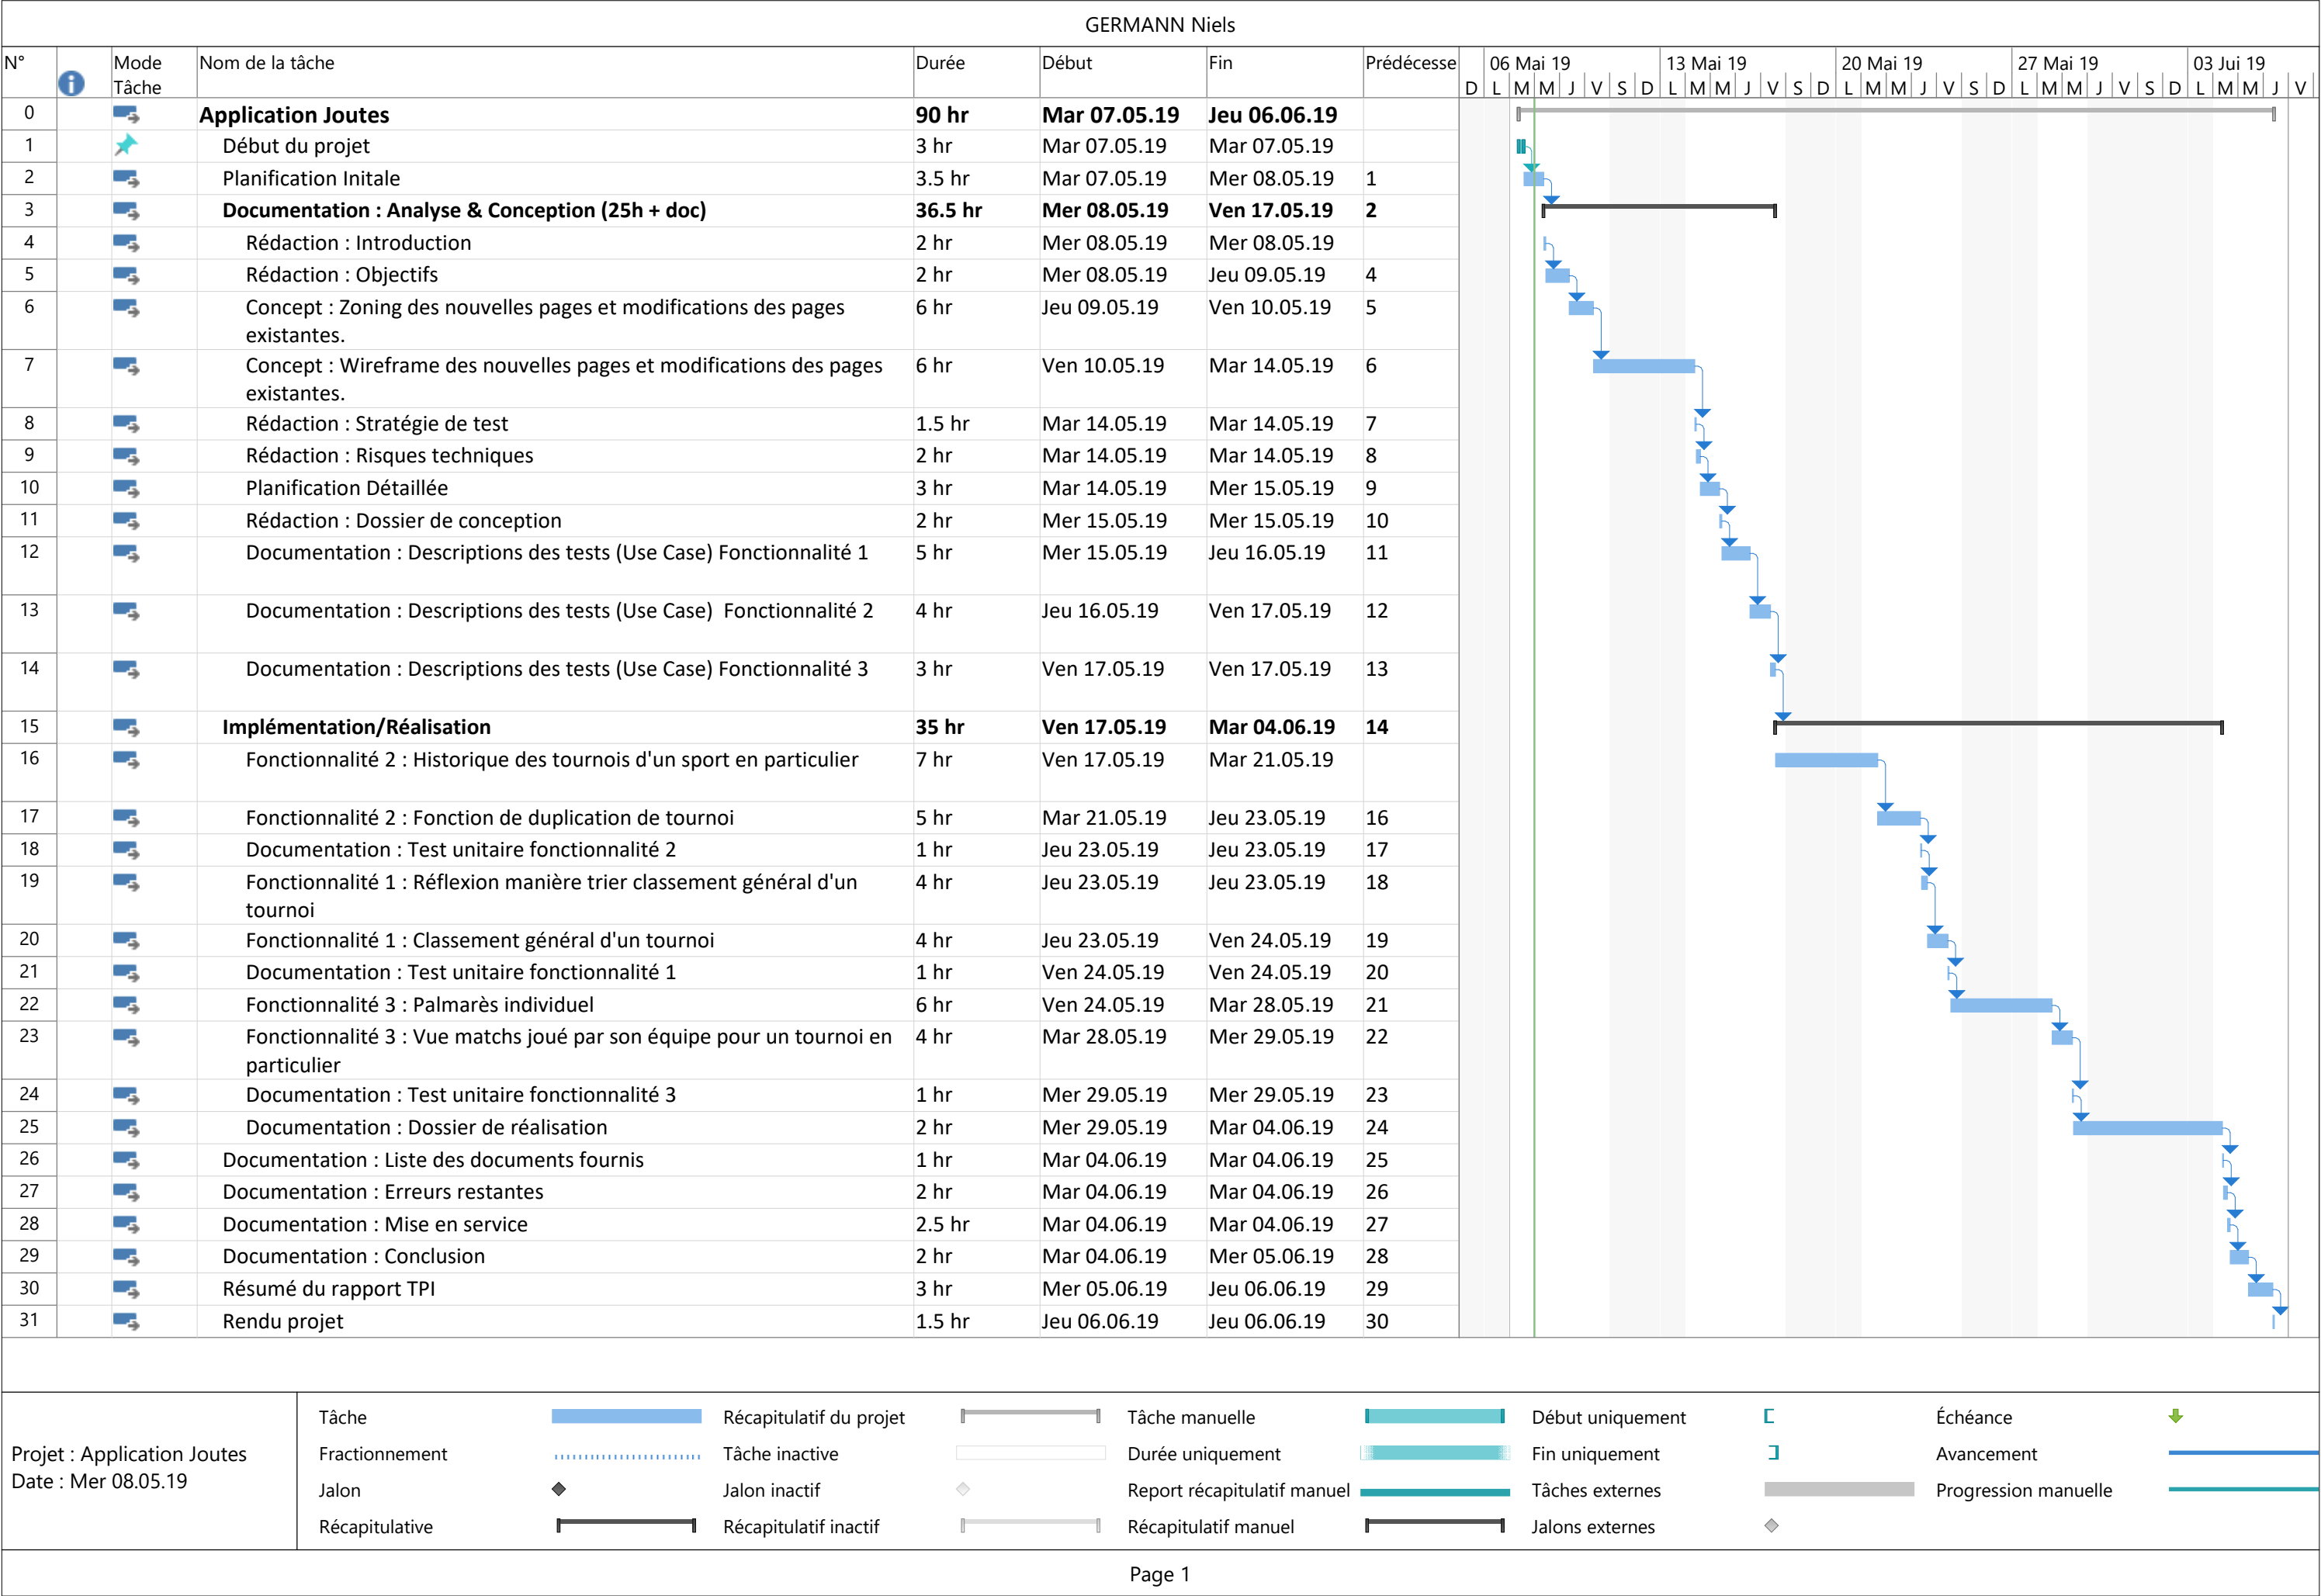 GERMANN Niels
N° Mode Nom de la tâche Durée Début Fin Prédécesse 06 Mai 19 13 Mai 19 20 Mai 19 27 Mai 19 03 Jui 19
Tâche D L M M J V S D L M M J V S D L M M J V S D L M M J V S D L M M J V
0 Application Joutes 90 hr Mar 07.05.19 Jeu 06.06.19
1 Début du projet 3 hr Mar 07.05.19 Mar 07.05.19
2 Planification Initale 3.5 hr Mar 07.05.19 Mer 08.05.19 1
3 Documentation : Analyse & Conception (25h + doc) 36.5 hr Mer 08.05.19 Ven 17.05.19 2
4 Rédaction : Introduction 2 hr Mer 08.05.19 Mer 08.05.19
5 Rédaction : Objectifs 2 hr Mer 08.05.19 Jeu 09.05.19 4
6 Concept : Zoning des nouvelles pages et modifications des pages 6 hr Jeu 09.05.19 Ven 10.05.19 5
existantes.
7 Concept : Wireframe des nouvelles pages et modifications des pages 6 hr Ven 10.05.19 Mar 14.05.19 6
existantes.
8 Rédaction : Stratégie de test 1.5 hr Mar 14.05.19 Mar 14.05.19 7
9 Rédaction : Risques techniques 2 hr Mar 14.05.19 Mar 14.05.19 8
10 Planification Détaillée 3 hr Mar 14.05.19 Mer 15.05.19 9
11 Rédaction : Dossier de conception 2 hr Mer 15.05.19 Mer 15.05.19 10
12 Documentation : Descriptions des tests (Use Case) Fonctionnalité 1 5 hr Mer 15.05.19 Jeu 16.05.19 11
13 Documentation : Descriptions des tests (Use Case) Fonctionnalité 2 4 hr Jeu 16.05.19 Ven 17.05.19 12
14 Documentation : Descriptions des tests (Use Case) Fonctionnalité 3 3 hr Ven 17.05.19 Ven 17.05.19 13
15 Implémentation/Réalisation 35 hr Ven 17.05.19 Mar 04.06.19 14
16 Fonctionnalité 2 : Historique des tournois d'un sport en particulier 7 hr Ven 17.05.19 Mar 21.05.19
17 Fonctionnalité 2 : Fonction de duplication de tournoi 5 hr Mar 21.05.19 Jeu 23.05.19 16
18 Documentation : Test unitaire fonctionnalité 2 1 hr Jeu 23.05.19 Jeu 23.05.19 17
19 Fonctionnalité 1 : Réflexion manière trier classement général d'un 4 hr Jeu 23.05.19 Jeu 23.05.19 18
tournoi
20 Fonctionnalité 1 : Classement général d'un tournoi 4 hr Jeu 23.05.19 Ven 24.05.19 19
21 Documentation : Test unitaire fonctionnalité 1 1 hr Ven 24.05.19 Ven 24.05.19 20
22 Fonctionnalité 3 : Palmarès individuel 6 hr Ven 24.05.19 Mar 28.05.19 21
23 Fonctionnalité 3 : Vue matchs joué par son équipe pour un tournoi en 4 hr Mar 28.05.19 Mer 29.05.19 22
particulier
24 Documentation : Test unitaire fonctionnalité 3 1 hr Mer 29.05.19 Mer 29.05.19 23
25 Documentation : Dossier de réalisation 2 hr Mer 29.05.19 Mar 04.06.19 24
26 Documentation : Liste des documents fournis 1 hr Mar 04.06.19 Mar 04.06.19 25
27 Documentation : Erreurs restantes 2 hr Mar 04.06.19 Mar 04.06.19 26
28 Documentation : Mise en service 2.5 hr Mar 04.06.19 Mar 04.06.19 27
29 Documentation : Conclusion 2 hr Mar 04.06.19 Mer 05.06.19 28
30 Résumé du rapport TPI 3 hr Mer 05.06.19 Jeu 06.06.19 29
31 Rendu projet 1.5 hr Jeu 06.06.19 Jeu 06.06.19 30
Projet : Application Joutes
Date : Mer 08.05.19
Tâche Récapitulatif du projet Tâche manuelle Début uniquement Échéance
Fractionnement Tâche inactive Durée uniquement Fin uniquement Avancement
Jalon Jalon inactif Report récapitulatif manuel Tâches externes Progression manuelle
Récapitulative Récapitulatif inactif Récapitulatif manuel Jalons externes
Page 1